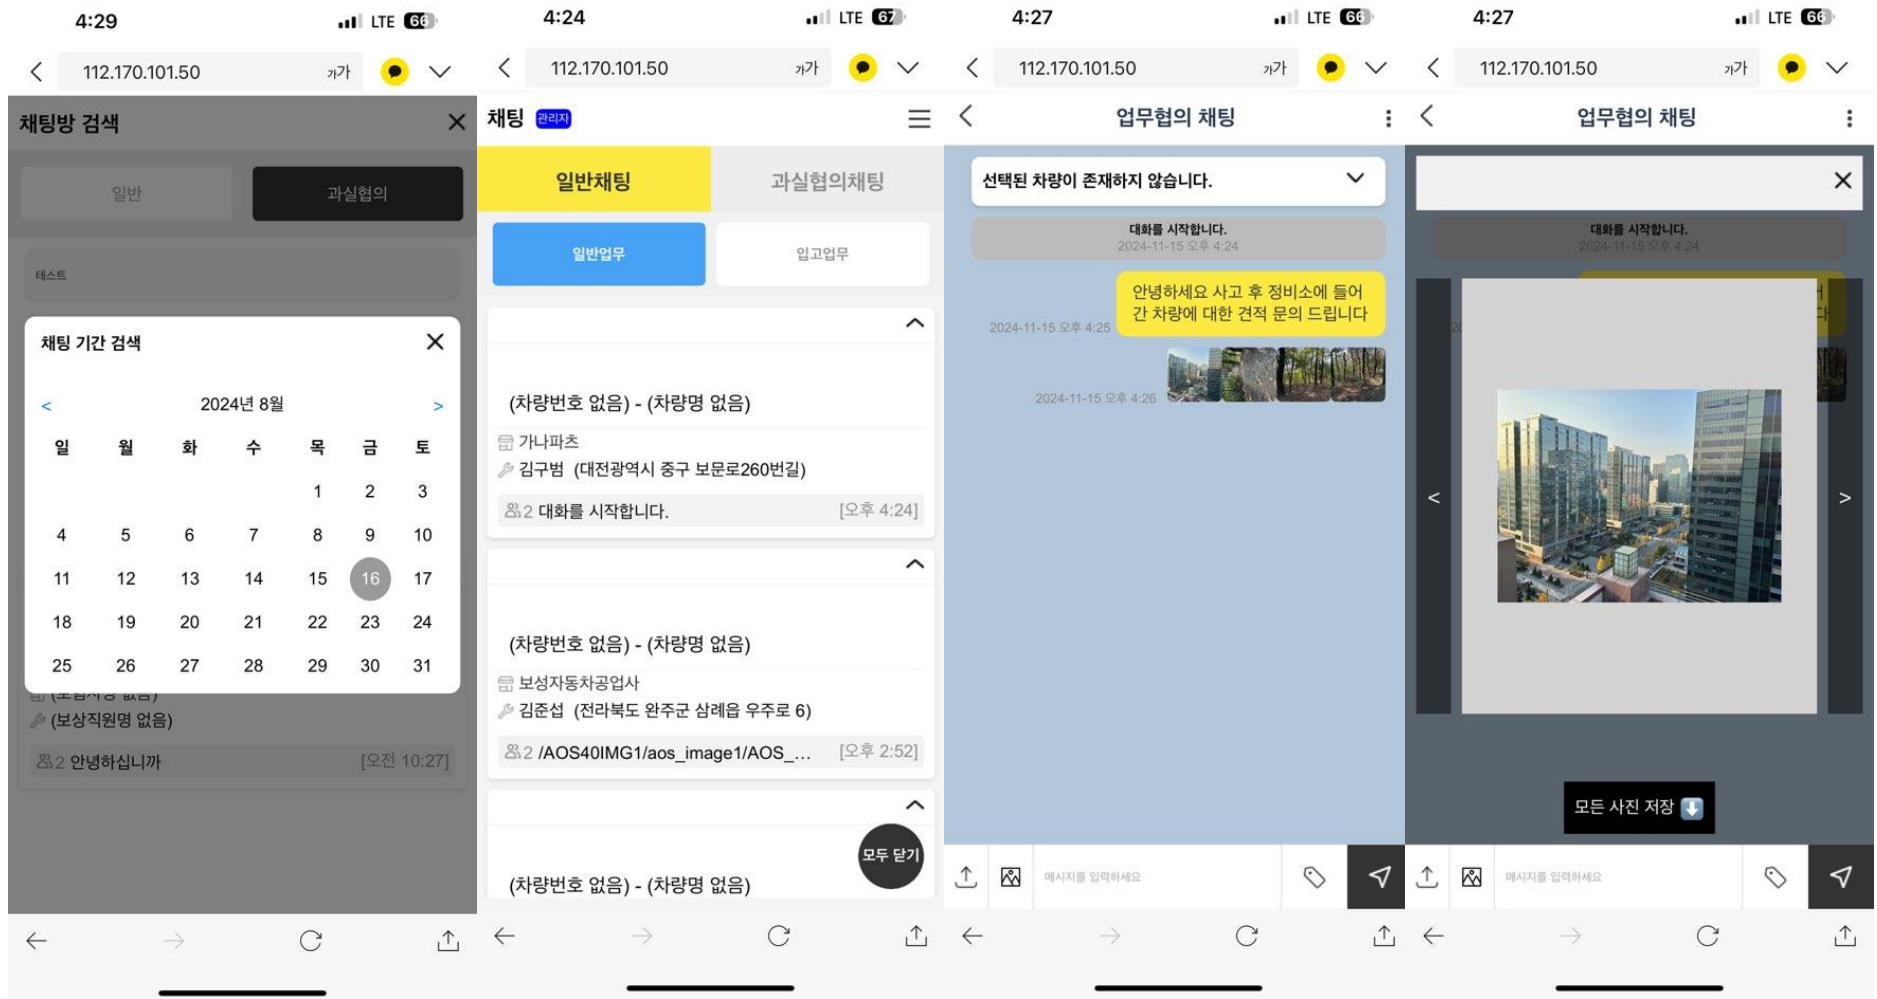 4:29
LTE 66
112.170.101.50
가가
채팅방 검색
일반
과실협의
테스트
채팅 기간 검색
<
2024년 8월
>
일 월 화 수 목 금 토
1 2 3
4 5 6 7 8 9 10
11 12 13 14 15 16 17
18 19 20 21 22 23 24
25 26 27 28 29 30 31
(보상직원명 없음)
2 안녕하십니까
[오전 10:27]
4:24
LTE 67
112.170.101.50
가가
채팅 관리자
일반채팅
과실협의채팅
일반업무
입고업무
(차량번호 없음) - (차량명 없음)
가나파츠
김구범 (대전광역시 중구 보문로260번길)
2 대화를 시작합니다.
[오후 4:24]
(차량번호 없음) - (차량명 없음)
보성자동차공업사
김준섭 (전라북도 완주군 삼례읍 우주로 6)
2 /AOS40IMG1/aos_image1/AOS_...
[오후 2:52]
모두 닫기
(차량번호 없음) - (차량명 없음)
4:27
LTE 66
112.170.101.50
가가
업무협의 채팅
선택된 차량이 존재하지 않습니다.
대화를 시작합니다.
2024-11-15 오후 4:24
안녕하세요 사고 후 정비소에 들어
간 차량에 대한 견적 문의 드립니다
2024-11-15 오후 4:25
2024-11-15 오후 4:26
메시지를 입력하세요
4:27
LTE 66
112.170.101.50
가가
업무협의 채팅
대화를 시작합니다.
2024-11-15 오후 4:24
<
>
모든 사진 저장
메시지를 입력하세요